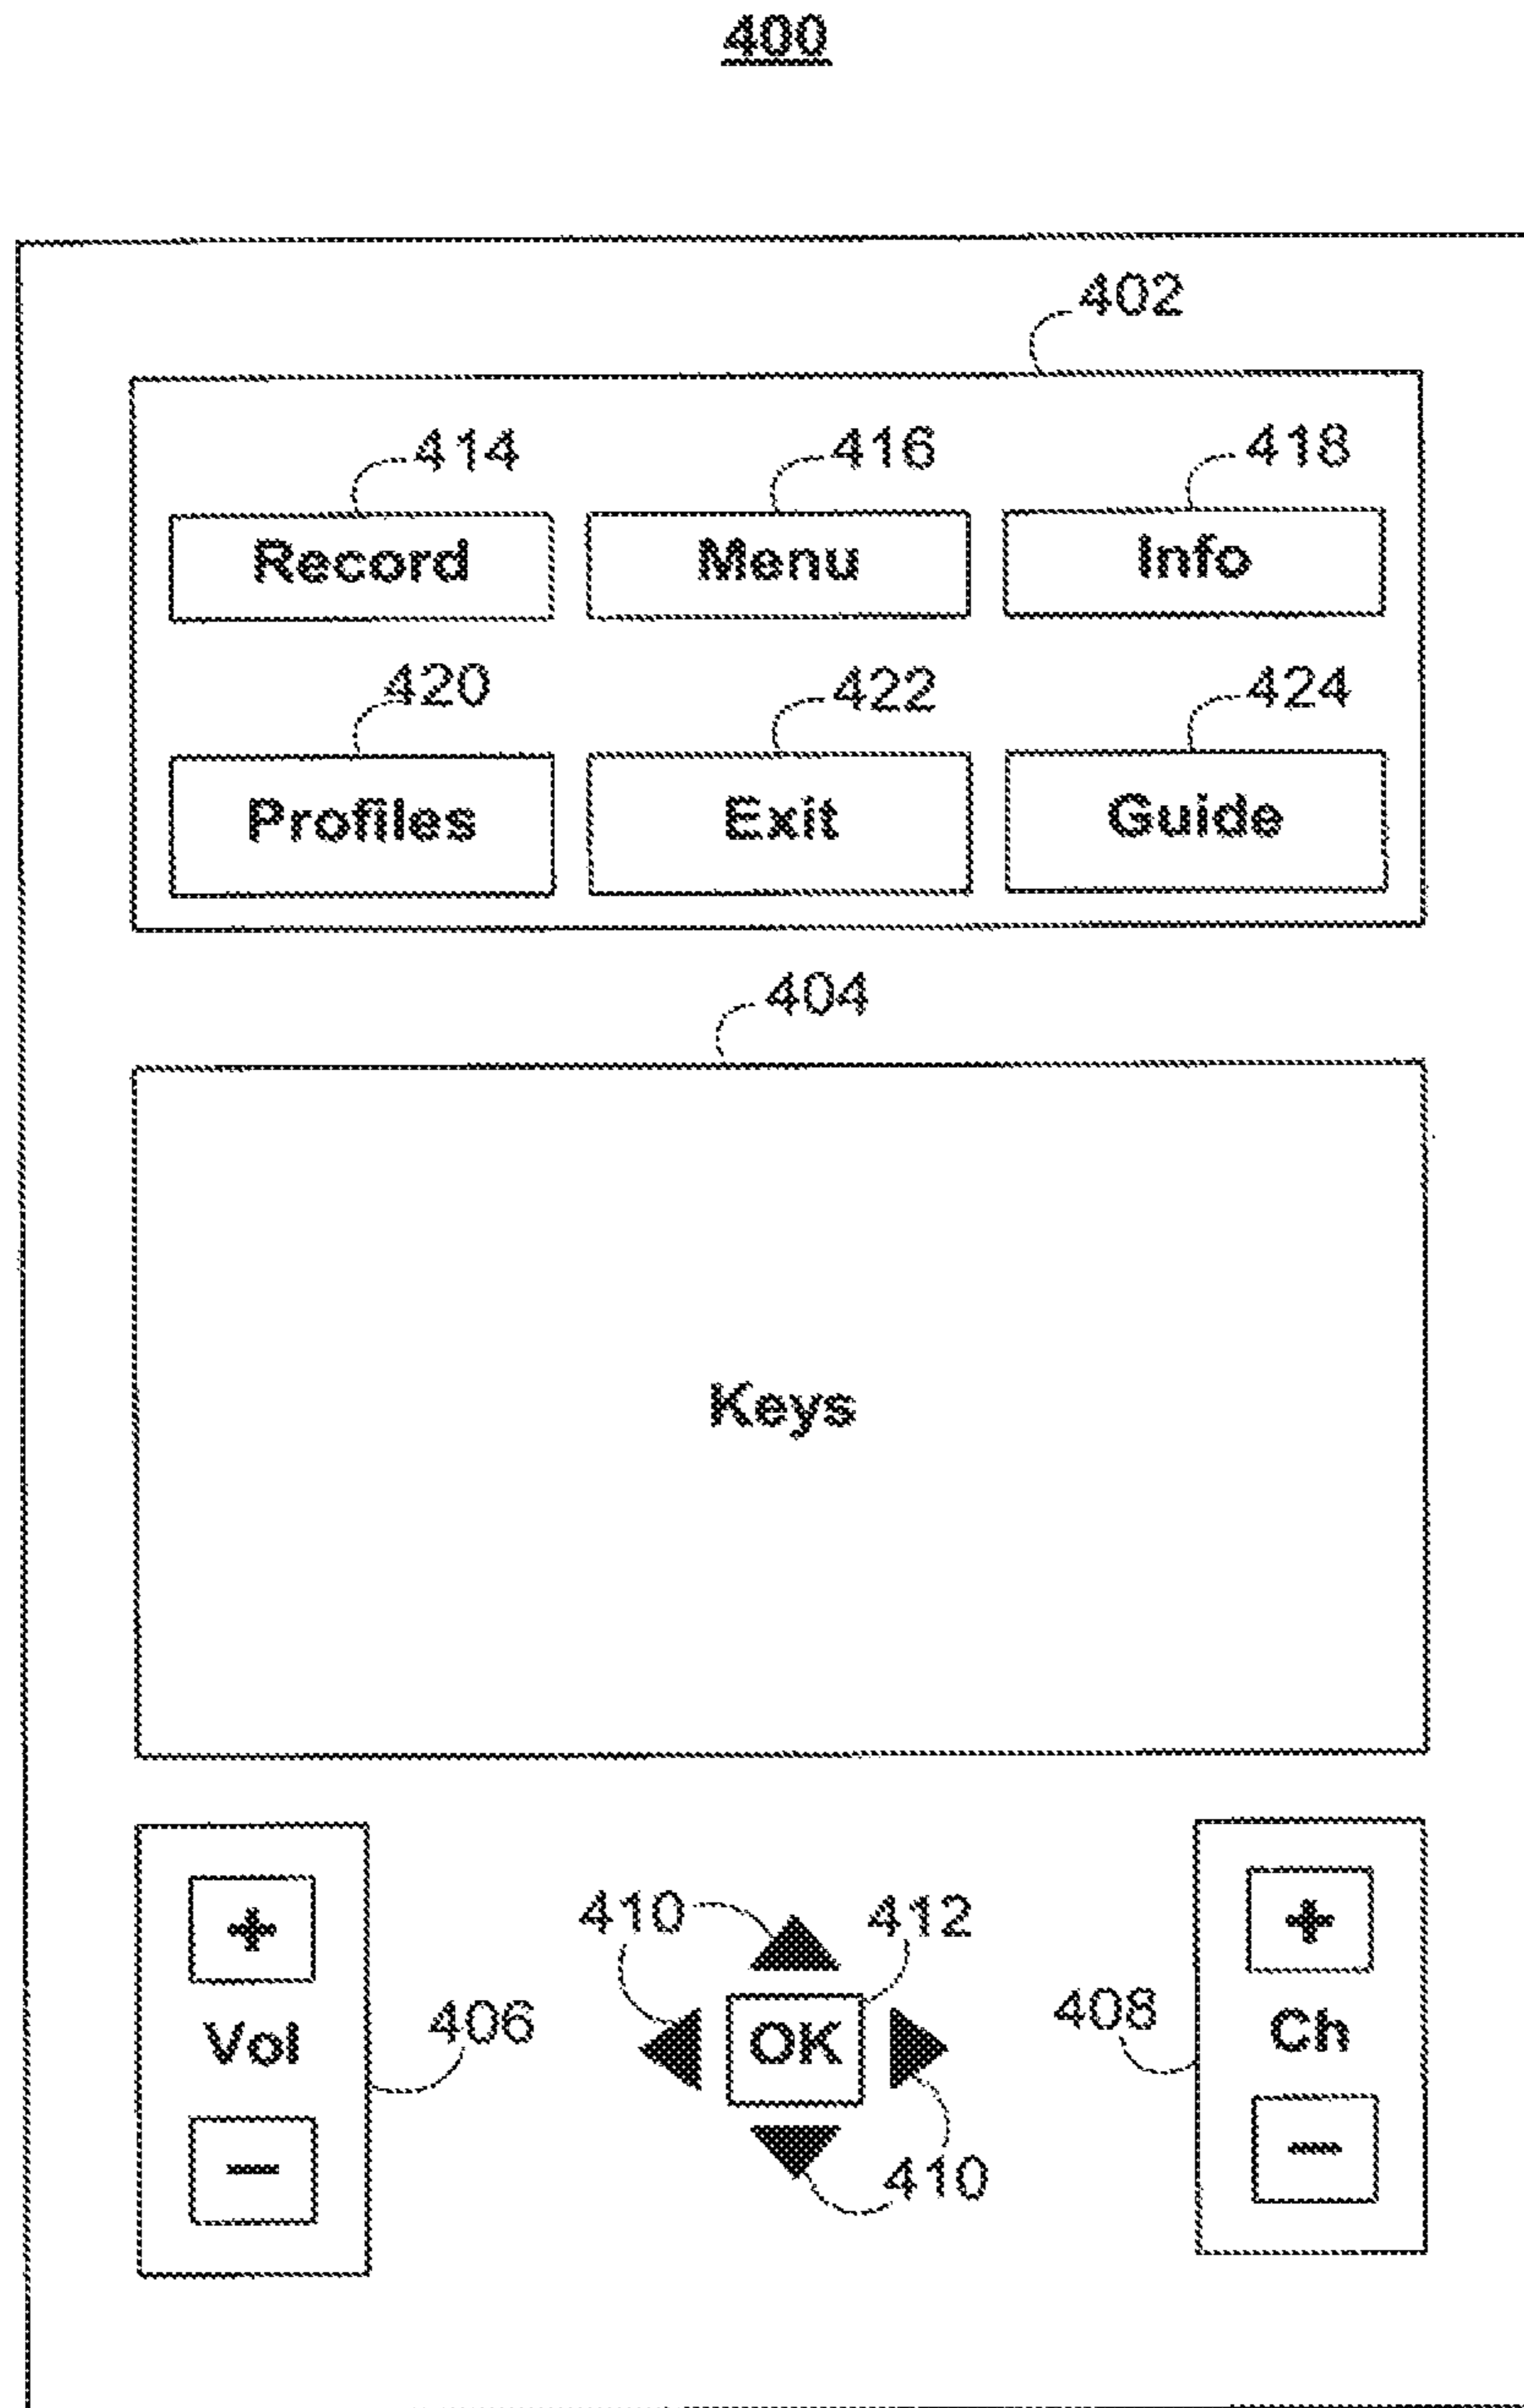 400
402
414 416 418
Record Menu Info
420 422 424
Profiles Exit Guide
404
Keys
+ 410 412 +
Vol 406 OK 408 Ch
− 410 −